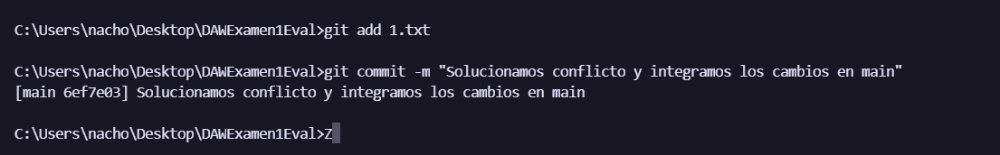 C:\Users\nacho\Desktop\DAWExamen1Eval>git add 1.txt
C:\Users\nacho\Desktop\DAWExamen1Eval>git commit -m "Solucionamos conflicto y integramos los cambios en main"
[main 6ef7e03] Solucionamos conflicto y integramos los cambios en main
C:\Users\nacho\Desktop\DAWExamen1Eval>Z